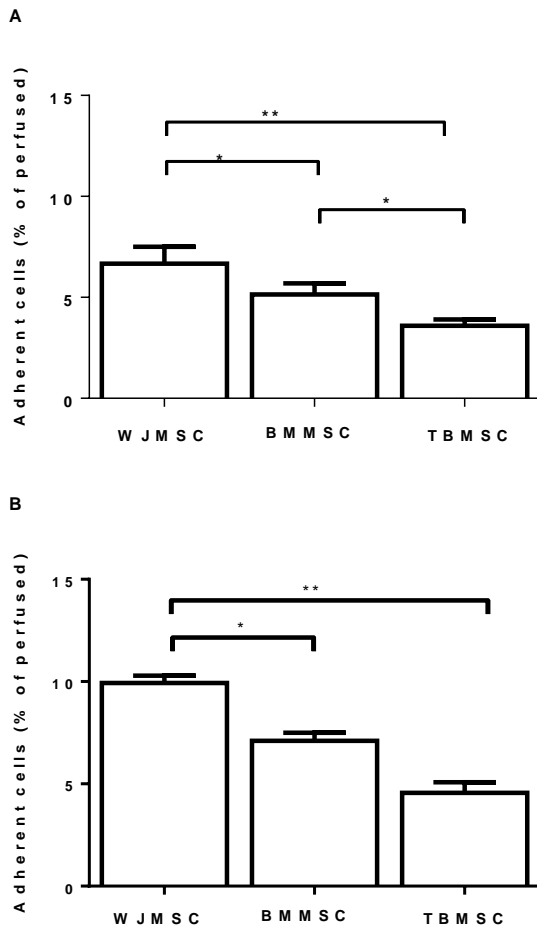 A
Adherent cells (% of perfused)
15
10
5
0
**
*
*
WJMSC
BMMSC
TBMSC
B
Adherent cells (% of perfused)
15
10
5
0
**
*
WJMSC
BMMSC
TBMSC